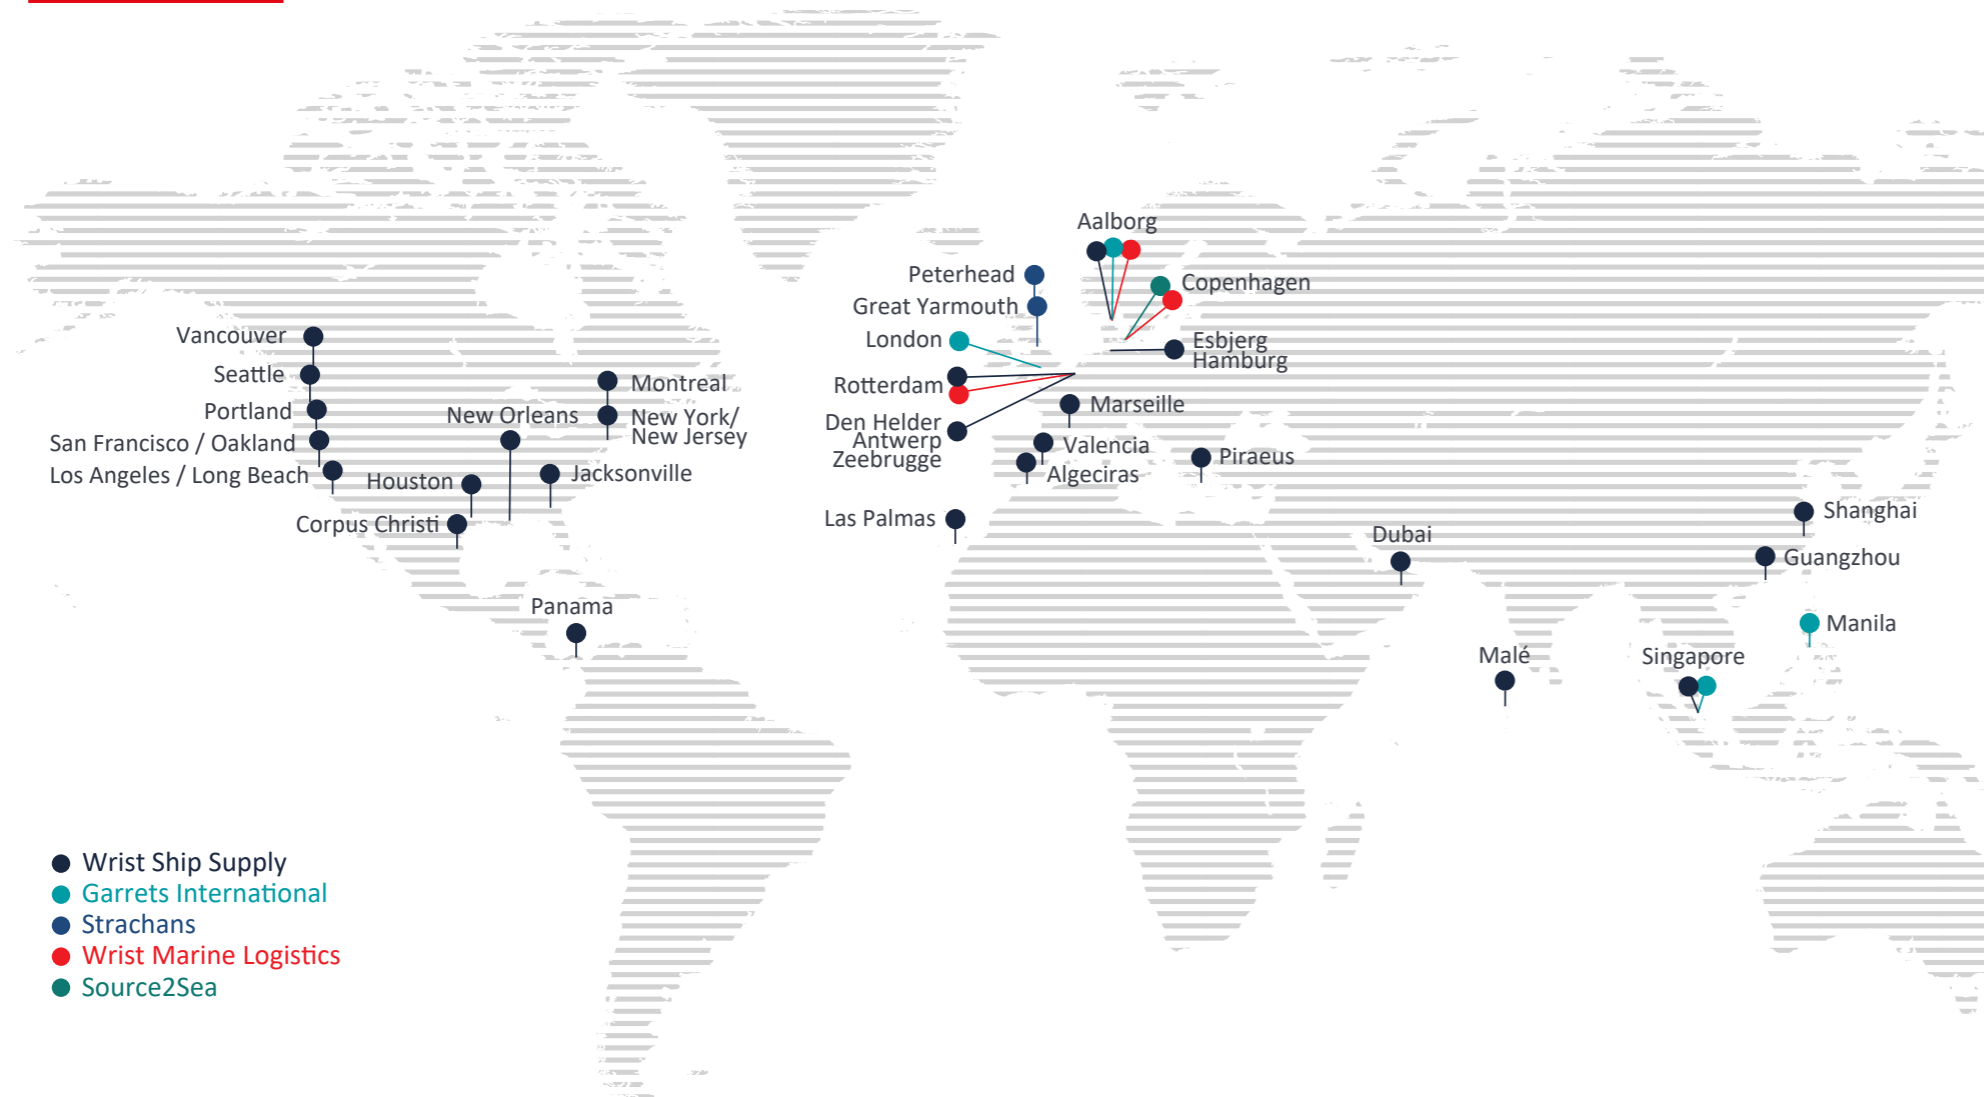 Aalborg
Peterhead
Copenhagen
Great Yarmouth
Vancouver
London
Esbjerg
Hamburg
Seattle
Montreal
Rotterdam
Portland
New Orleans
New York/
New Jersey
Marseille
Den Helder
Antwerp
Zeebrugge
San Francisco / Oakland
Valencia
Los Angeles / Long Beach
Houston
Jacksonville
Algeciras
Piraeus
Corpus Christi
Las Palmas
Shanghai
Dubai
Guangzhou
Panama
Manila
Malé
Singapore
Wrist Ship Supply
Garrets International
Strachans
Wrist Marine Logistics
Source2Sea